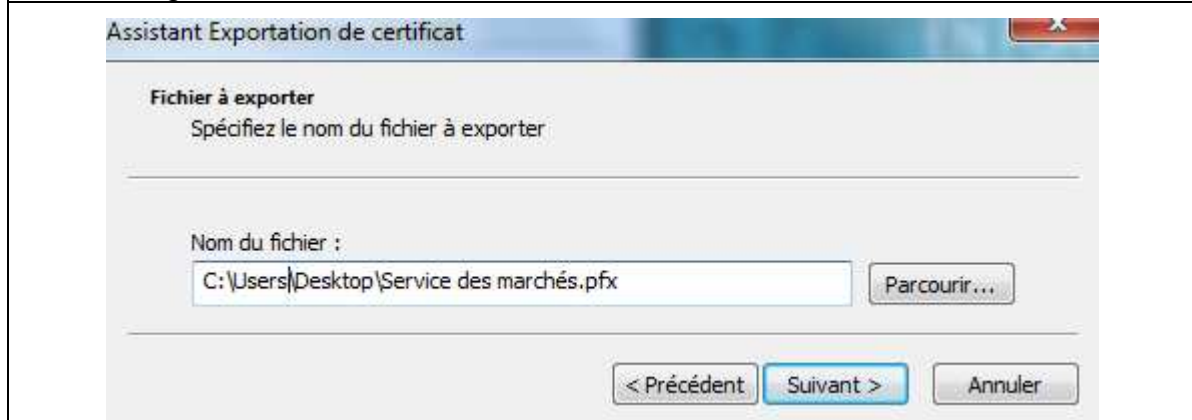 Assistant Exportation de certificat
Fichier à exporter
Spécifiez le nom du fichier à exporter
Nom du fichier :
C:\Users\Desktop\Service des marchés.pfx
Parcourir...
< Précédent
Suivant >
Annuler